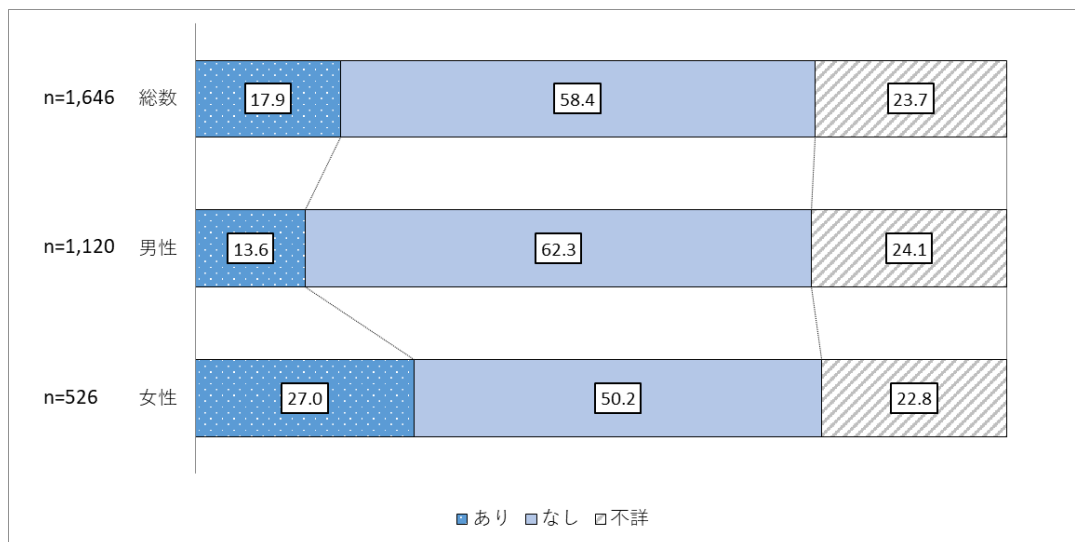 n=1,646 総数 17.9 58.4 23.7
n=1,120 男性 13.6 62.3 24.1
n=526 女性 27.0 50.2 22.8
あり なし 不詳